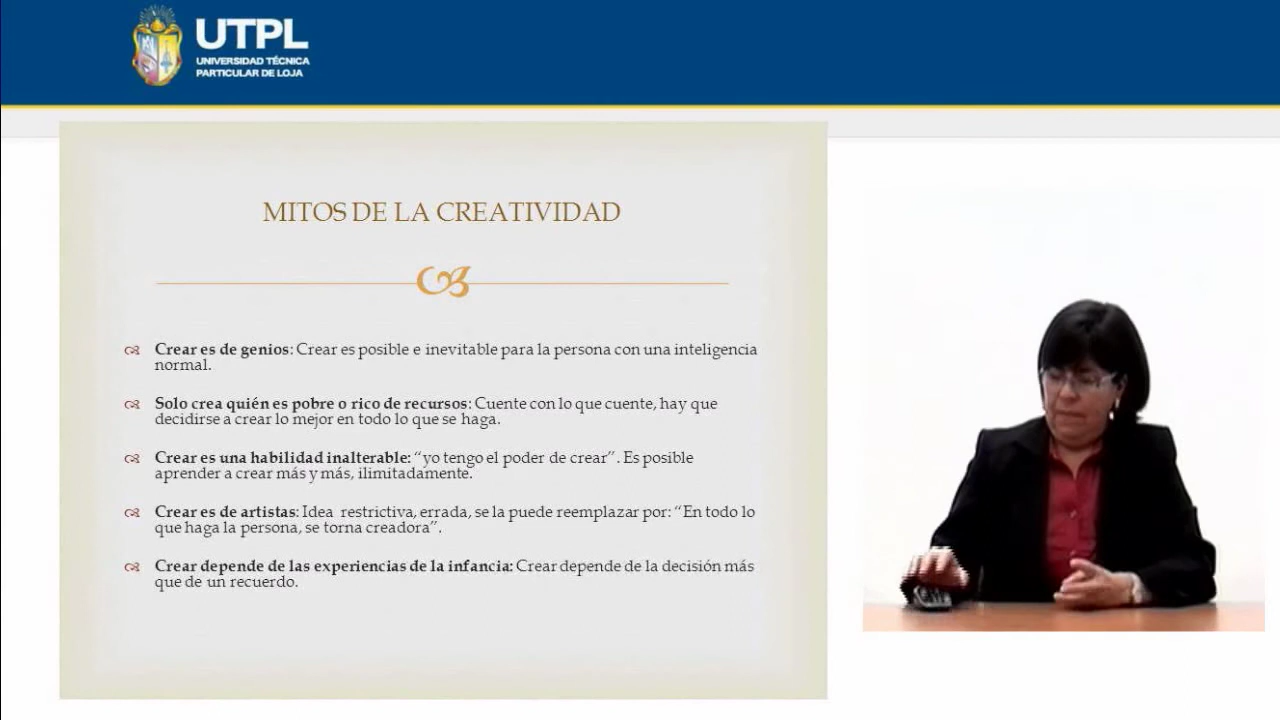 UTPL
UNIVERSIDAD TÉCNICA
PARTICULAR DE LOJA
MITOS DE LA CREATIVIDAD
Crear es de genios: Crear es posible e inevitable para la persona con una inteligencia
normal.
Solo crea quién es pobre o rico de recursos: Cuente con lo que cuente, hay que
decidirse a crear lo mejor en todo lo que se haga.
Crear es una habilidad inalterable: “yo tengo el poder de crear”. Es posible
aprender a crear más y más, ilimitadamente.
Crear es de artistas: Idea restrictiva, errada, se la puede reemplazar por: “En todo lo
que haga la persona, se torna creadora”.
Crear depende de las experiencias de la infancia: Crear depende de la decisión más
que de un recuerdo.